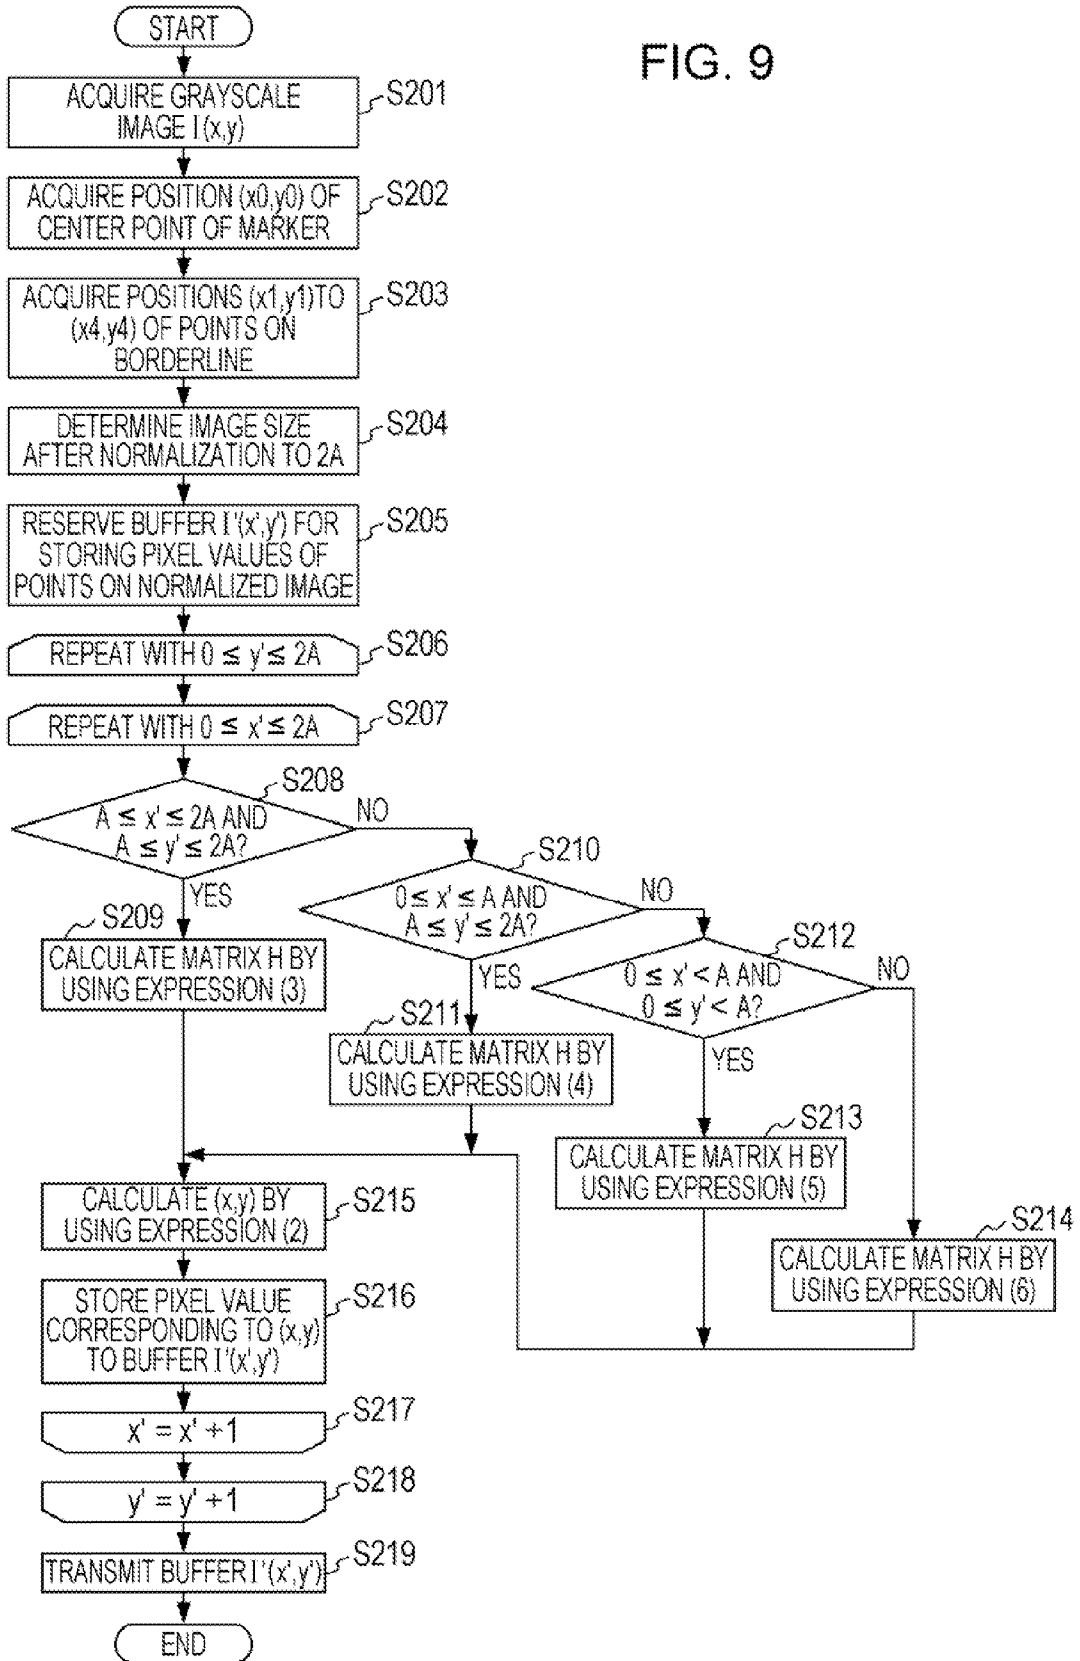 FIG. 9
START
S201
ACQUIRE GRAYSCALE
IMAGE I(x,y)
S202
ACQUIRE POSITION (x0,y0) OF
CENTER POINT OF MARKER
S203
ACQUIRE POSITIONS (x1,y1)TO
(x4,y4) OF POINTS ON
BORDERLINE
S204
DETERMINE IMAGE SIZE
AFTER NORMALIZATION TO 2A
S205
RESERVE BUFFER I'(x',y') FOR
STORING PIXEL VALUES OF
POINTS ON NORMALIZED IMAGE
S206
REPEAT WITH 0 ≤ y' ≤ 2A
S207
REPEAT WITH 0 ≤ x' ≤ 2A
S208
A ≤ x' ≤ 2A AND
A ≤ y' ≤ 2A?
NO
YES
S209
CALCULATE MATRIX H BY
USING EXPRESSION (3)
S210
0 ≤ x' ≤ A AND
A ≤ y' ≤ 2A?
NO
YES
S211
CALCULATE MATRIX H BY
USING EXPRESSION (4)
S212
0 ≤ x' < A AND
0 ≤ y' < A?
NO
YES
S213
CALCULATE MATRIX H BY
USING EXPRESSION (5)
S214
CALCULATE MATRIX H BY
USING EXPRESSION (6)
S215
CALCULATE (x,y) BY
USING EXPRESSION (2)
S216
STORE PIXEL VALUE
CORRESPONDING TO (x,y)
TO BUFFER I'(x',y')
S217
x' = x' +1
S218
y' = y' +1
S219
TRANSMIT BUFFER I'(x',y')
END